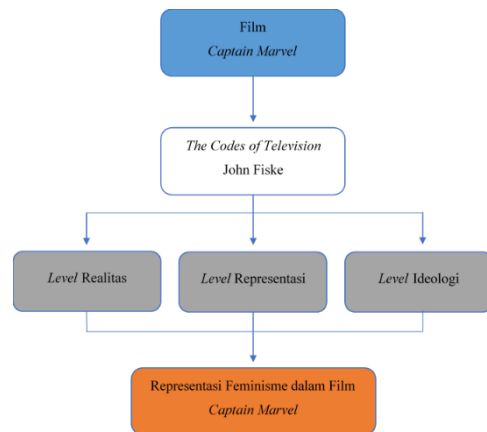 Film
Captain Marvel
The Codes of Television
John Fiske
Level Realitas
Level Representasi
Level Ideologi
Representasi Feminisme dalam Film
Captain Marvel